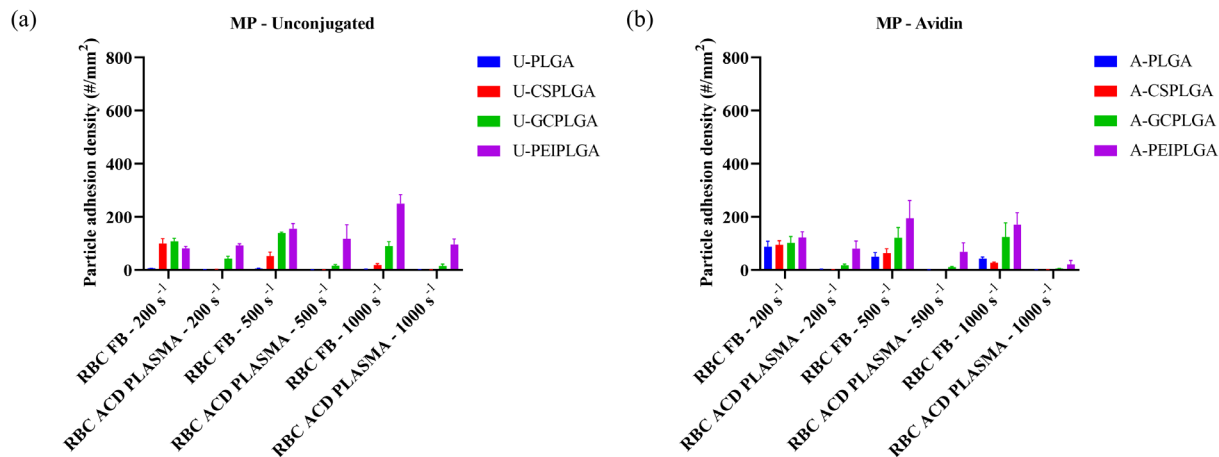 (a)
MP - Unconjugated
Particle adhesion density (#/mm²)
800
600
400
200
0
U-PLGA
U-CSPLGA
U-GCPLGA
U-PEIPLGA
RBC FB - 200 s⁻¹
RBC ACD PLASMA - 200 s⁻¹
RBC FB - 500 s⁻¹
RBC ACD PLASMA - 500 s⁻¹
RBC FB - 1000 s⁻¹
RBC ACD PLASMA - 1000 s⁻¹
(b)
MP - Avidin
Particle adhesion density (#/mm²)
800
600
400
200
0
A-PLGA
A-CSPLGA
A-GCPLGA
A-PEIPLGA
RBC FB - 200 s⁻¹
RBC ACD PLASMA - 200 s⁻¹
RBC FB - 500 s⁻¹
RBC ACD PLASMA - 500 s⁻¹
RBC FB - 1000 s⁻¹
RBC ACD PLASMA - 1000 s⁻¹